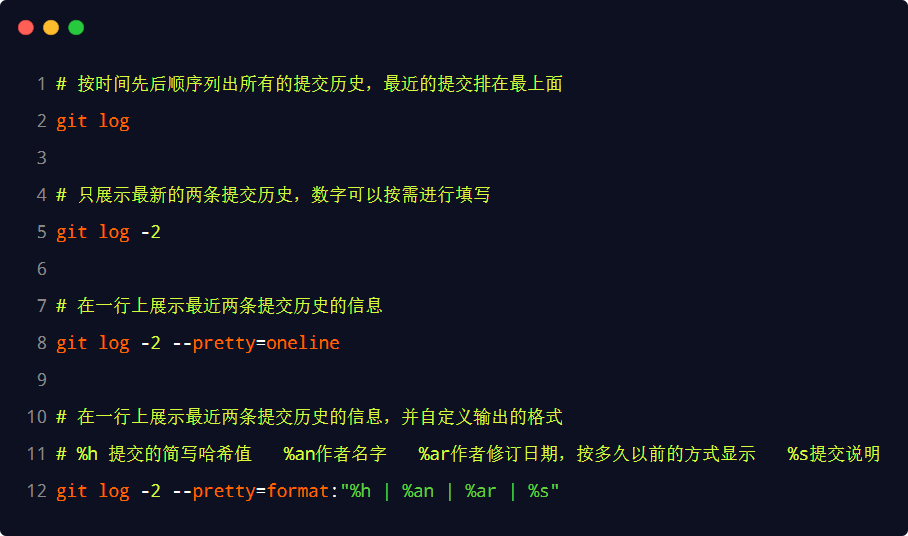 1 # 按时间先后顺序列出所有的提交历史，最近的提交排在最上面
2 git log
3
4 # 只展示最新的两条提交历史，数字可以按需进行填写
5 git log -2
6
7 # 在一行上展示最近两条提交历史的信息
8 git log -2 --pretty=oneline
9
10 # 在一行上展示最近两条提交历史的信息，并自定义输出的格式
11 # %h 提交的简写哈希值   %an作者名字   %ar作者修订日期，按多久以前的方式显示   %s提交说明
12 git log -2 --pretty=format:"%h | %an | %ar | %s"